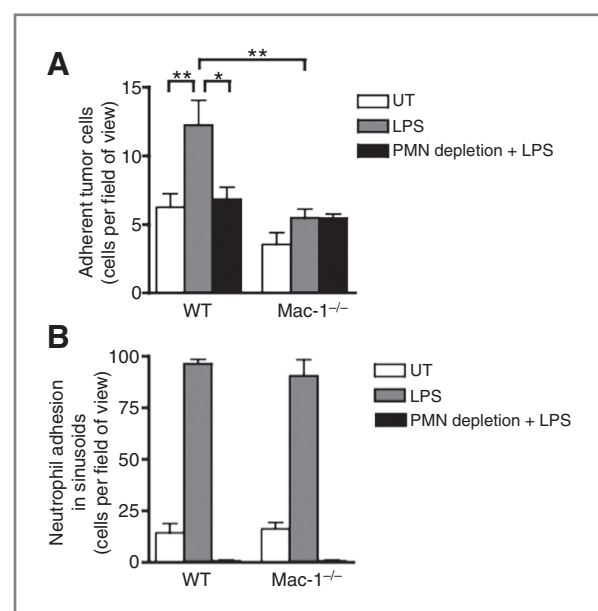 A
** * **
Adherent tumor cells
(cells per field of view)
15
10
5
0
WT Mac-1⁻/⁻
UT
LPS
PMN depletion + LPS
B
Neutrophil adhesion
in sinusoids
(cells per field of view)
100
75
50
25
0
WT Mac-1⁻/⁻
UT
LPS
PMN depletion + LPS